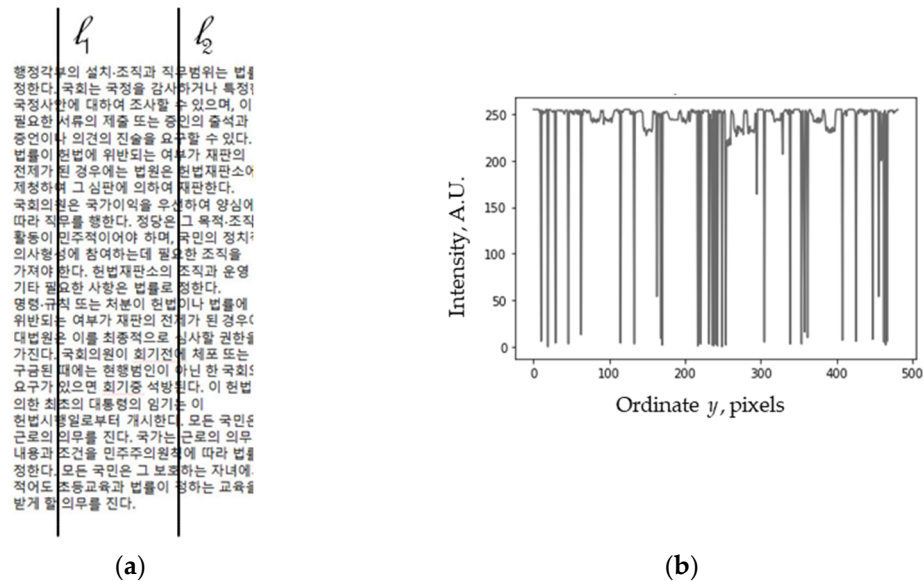 ℓ1 ℓ2
행정각부의 설치·조직과 직무범위는 법률
정한다. 국회는 국정을 감사하거나 특정한
국정사안에 대하여 조사할 수 있으며, 이
필요한 서류의 제출 또는 증인의 출석과
증언이나 의견의 진술을 요구할 수 있다.
법률이 헌법에 위반되는 여부가 재판의
전제가 된 경우에는 법원은 헌법재판소에
제청하여 그 심판에 의하여 재판한다.
국회의원은 국가이익을 우선하여 양심에
따라 직무를 행한다. 정당은 그 목적·조직
활동이 민주적이어야 하며, 국민의 정치적
의사형성에 참여하는데 필요한 조직을
가져야 한다. 헌법재판소의 조직과 운영
기타 필요한 사항은 법률로 정한다.
명령·규칙 또는 처분이 헌법이나 법률에
위반되는 여부가 재판의 전제가 된 경우에
대법원은 이를 최종적으로 심사할 권한을
가진다. 국회의원이 회기전에 체포 또는
구금된 때에는 현행범인이 아닌 한 국회의
요구가 있으면 회기중 석방된다. 이 헌법
의한 최초의 대통령의 임기는 이
헌법시행일로부터 개시한다. 모든 국민은
근로의 의무를 진다. 국가는 근로의 의무
내용과 조건을 민주주의원칙에 따라 법률
정한다. 모든 국민은 그 보호하는 자녀에게
적어도 초등교육과 법률이 정하는 교육을
받게 할 의무를 진다.
(a)
250
200
150
100
50
0
Intensity, A.U.
0 100 200 300 400 500
Ordinate y, pixels
(b)